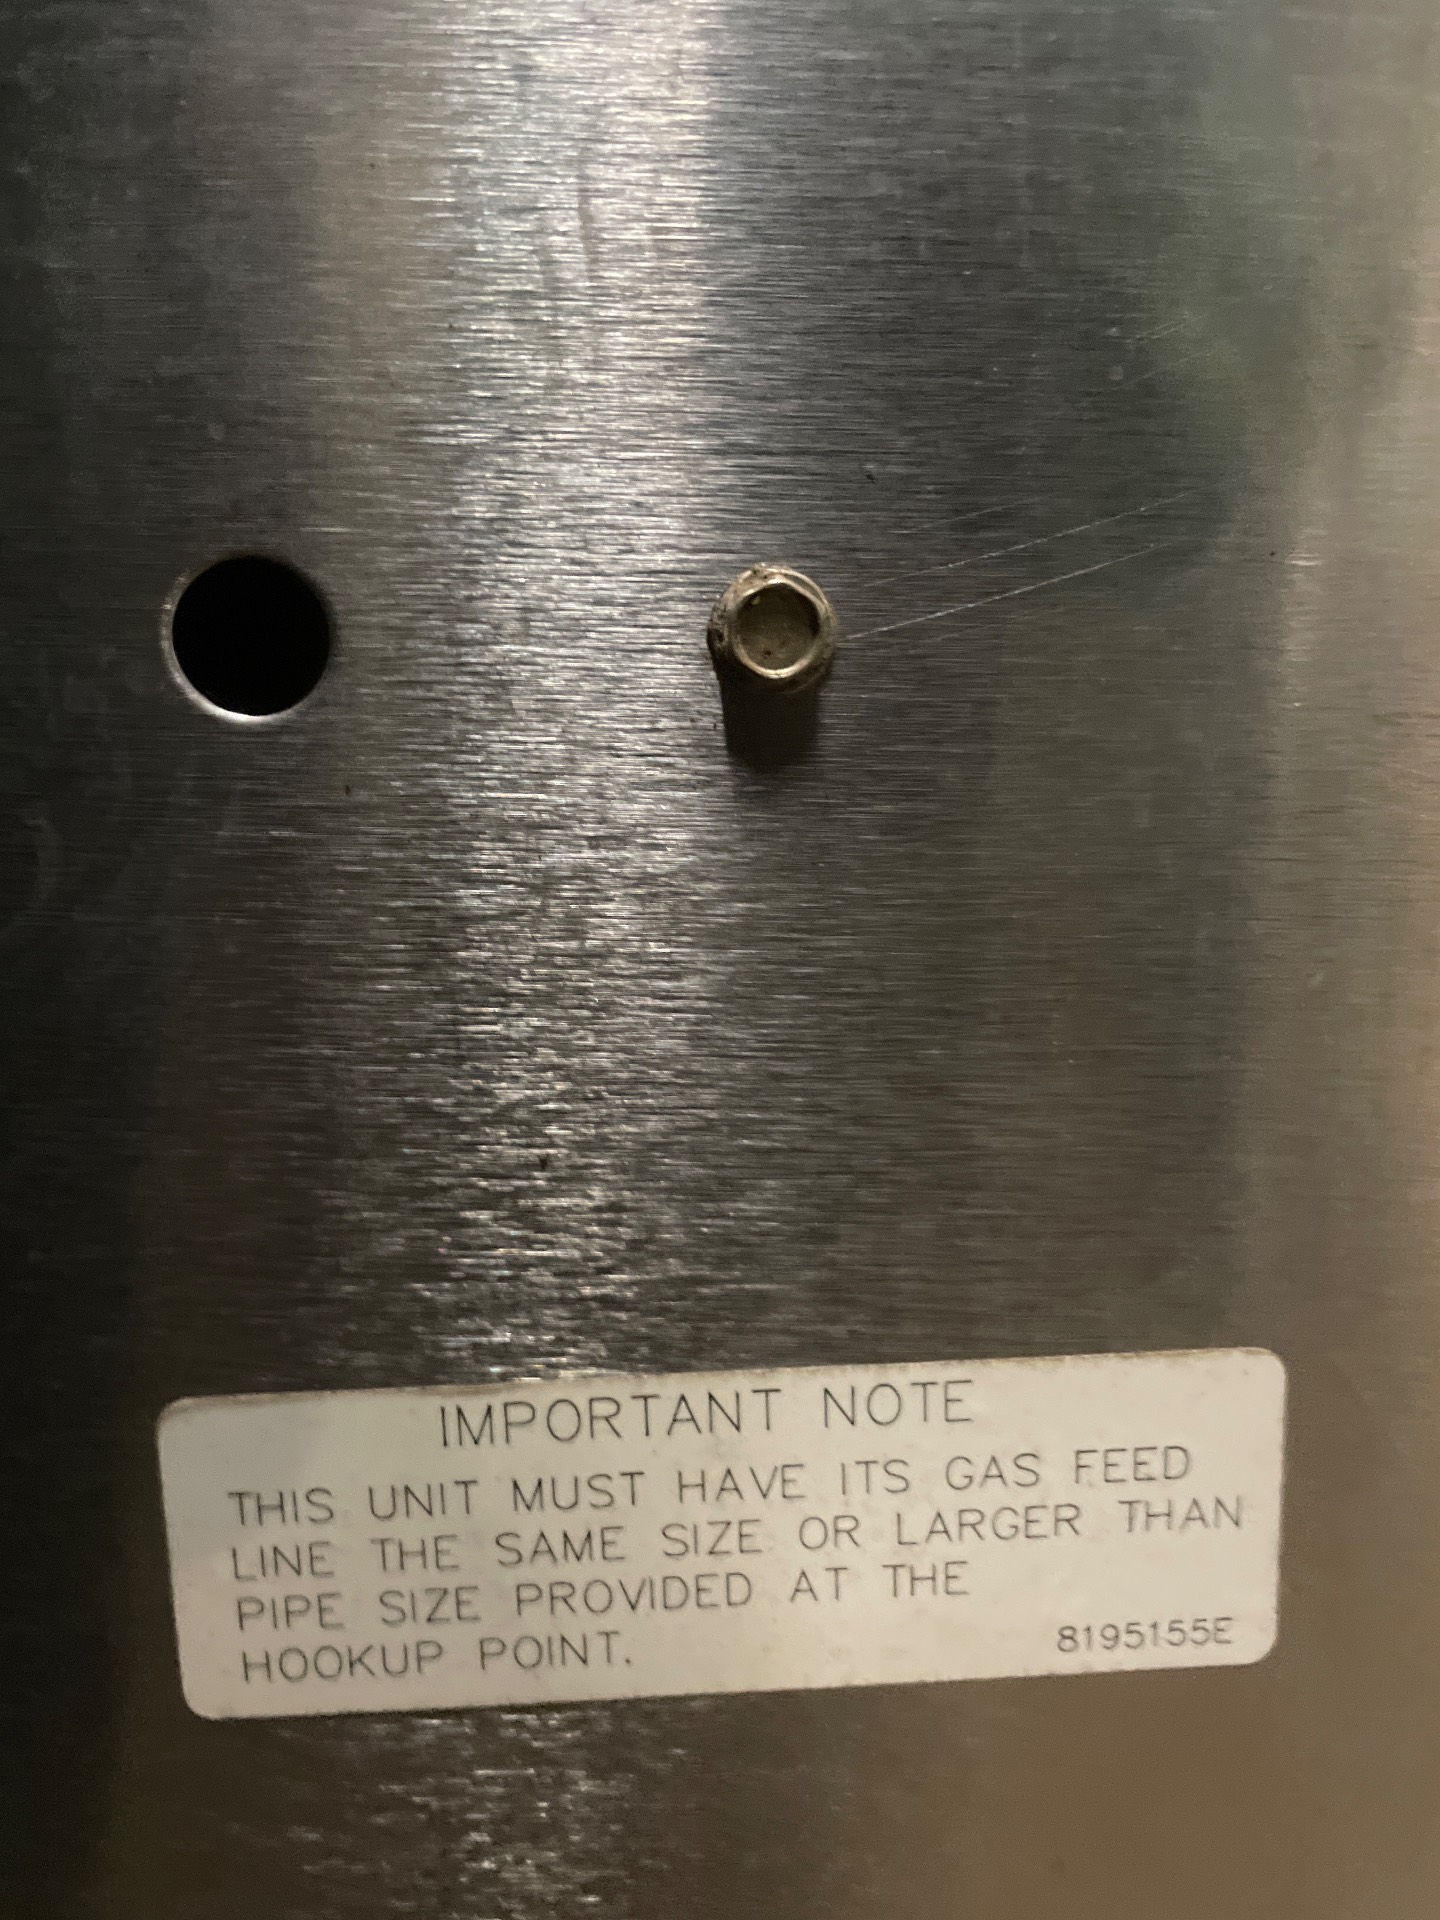 IMPORTANT NOTE
THIS UNIT MUST HAVE ITS GAS FEED
LINE THE SAME SIZE OR LARGER THAN
PIPE SIZE PROVIDED AT THE
HOOKUP POINT.
8195155E